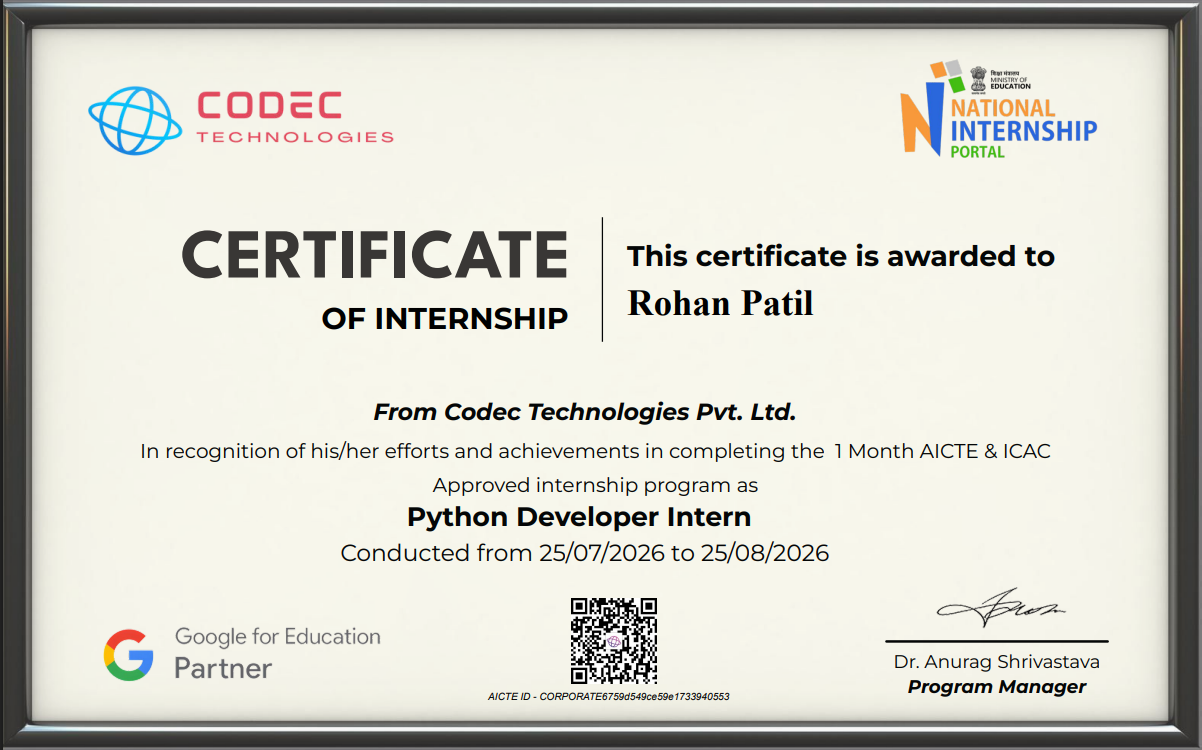 CODEC
TECHNOLOGIES
शिक्षा मंत्रालय
MINISTRY OF
EDUCATION
NATIONAL
INTERNSHIP
PORTAL
CERTIFICATE
OF INTERNSHIP
This certificate is awarded to
Rohan Patil
From Codec Technologies Pvt. Ltd.
In recognition of his/her efforts and achievements in completing the 1 Month AICTE & ICAC
Approved internship program as
Python Developer Intern
Conducted from 25/07/2026 to 25/08/2026
Google for Education
Partner
AICTE ID - CORPORATE6759d549ce59e1733940553
Dr. Anurag Shrivastava
Program Manager